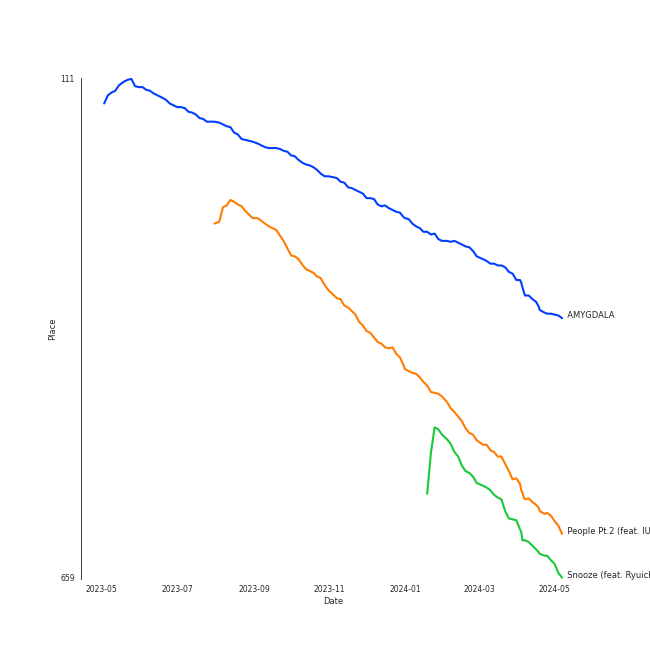 111
AMYGDALA
Place
People Pt.2 (feat. IU
Snooze (feat. Ryuic
659
2023-05 2023-07 2023-09 2023-11 2024-01 2024-03 2024-05
Date